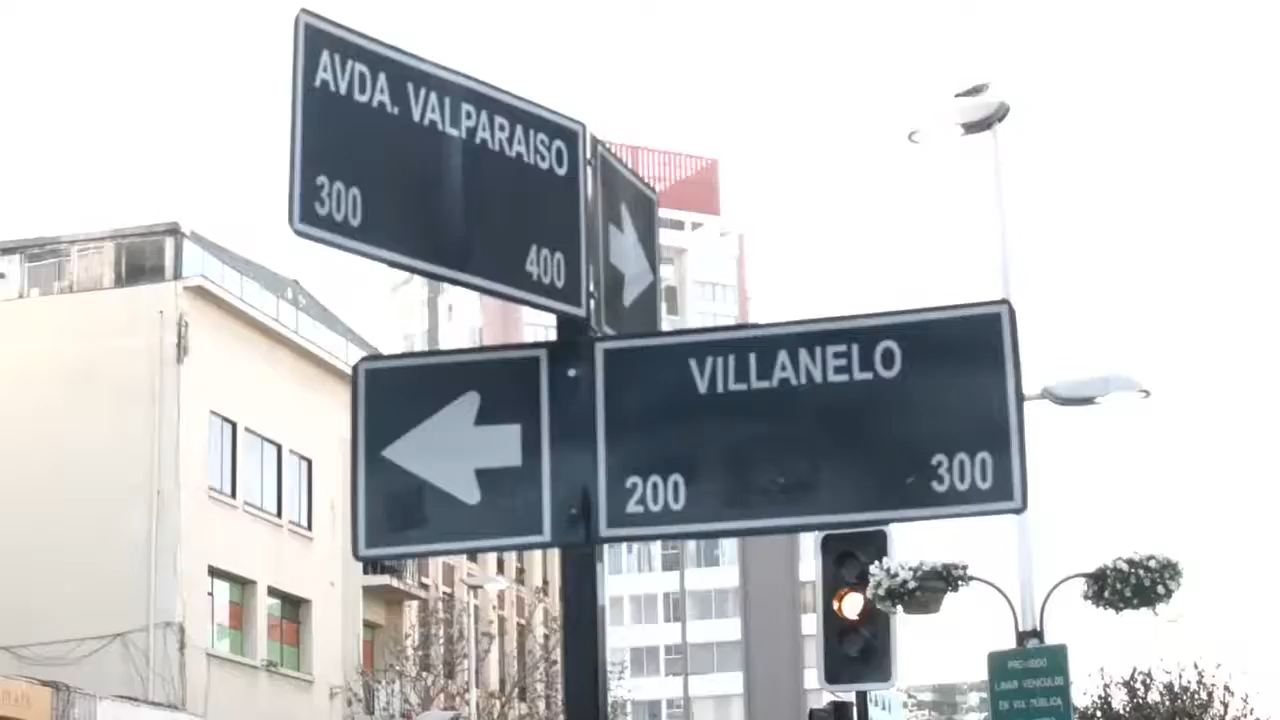 AVDA. VALPARAISO
300
400
VILLANELO
200
300
PROHIBIDO
LAVAR VEHICULOS
EN VIA PUBLICA